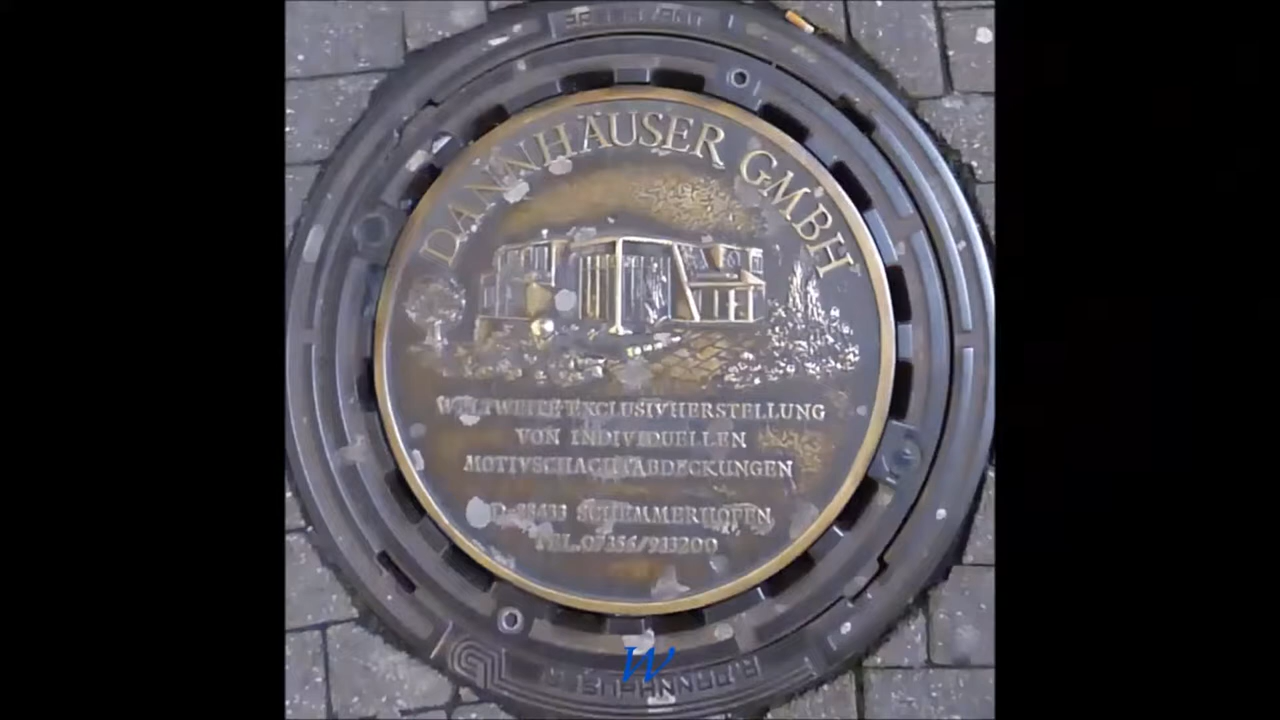 DANNHÄUSER GMBH
WELTWEITE EXCLUSIVHERSTELLUNG
VON INDIVIDUELLEN
MOTIVSCHACHTABDECKUNGEN
SCHEMMERHOFEN
TEL.07356/933200
W